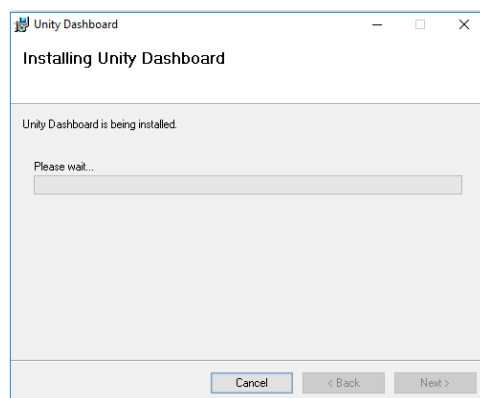 Unity Dashboard
Installing Unity Dashboard
Unity Dashboard is being installed.
Please wait...
Cancel
< Back
Next >